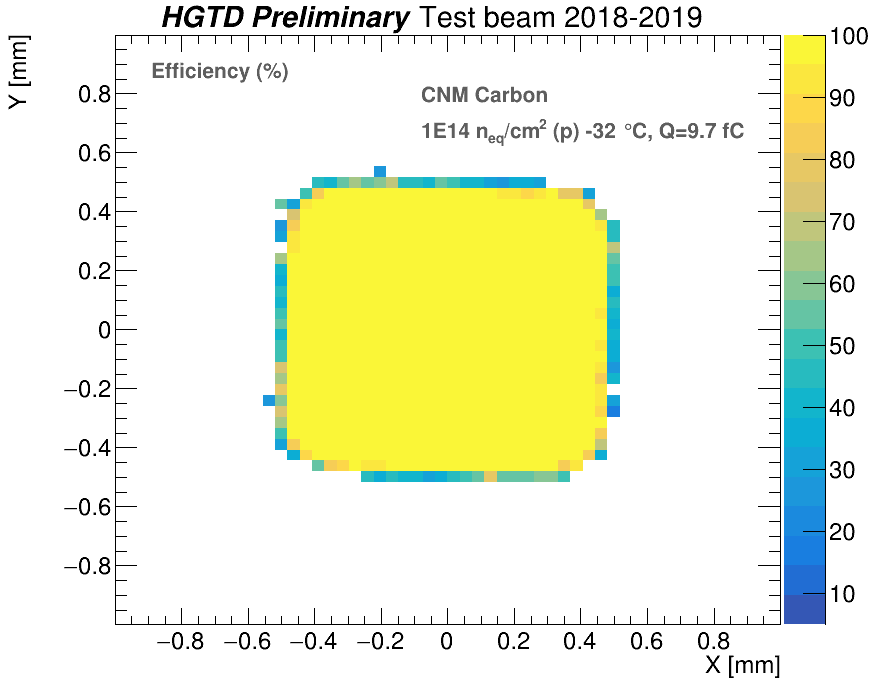 HGTD Preliminary Test beam 2018-2019
Y [mm]
Efficiency (%)
CNM Carbon
1E14 n_eq/cm² (p) -32 °C, Q=9.7 fC
0.8
0.6
0.4
0.2
0
−0.2
−0.4
−0.6
−0.8
−0.8 −0.6 −0.4 −0.2 0 0.2 0.4 0.6 0.8
X [mm]
100
90
80
70
60
50
40
30
20
10